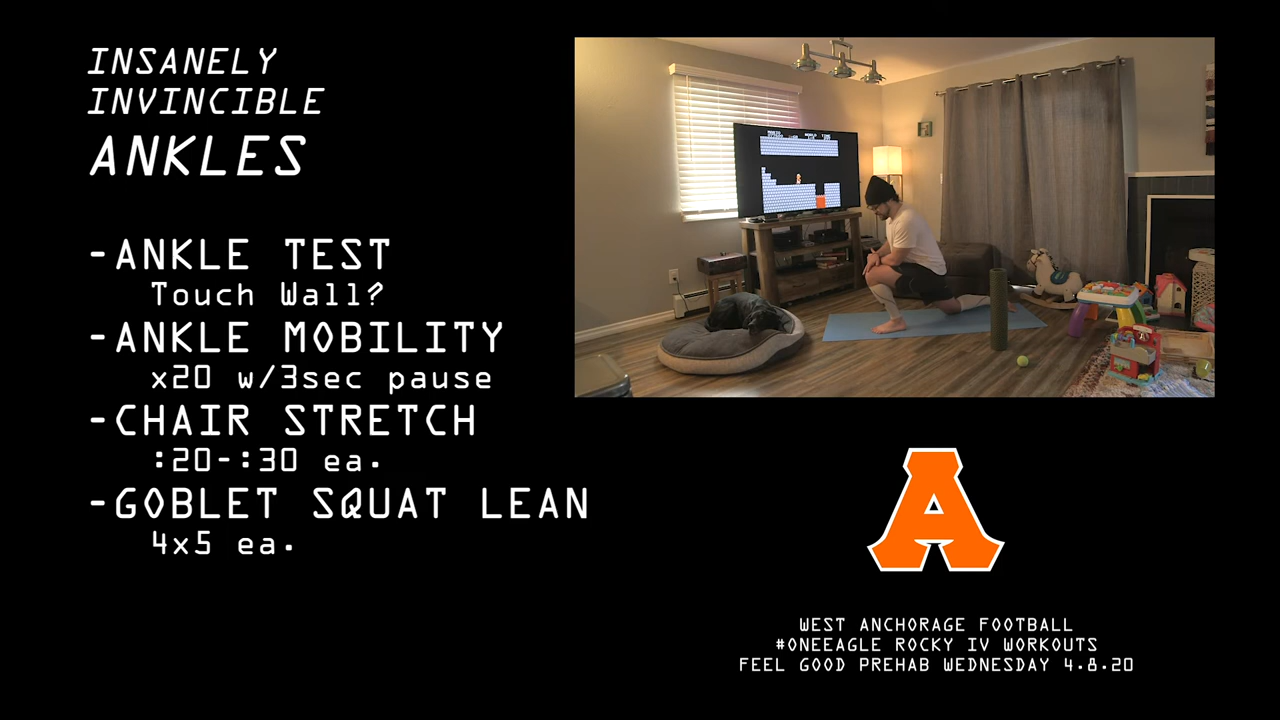 INSANELY
INVINCIBLE
ANKLES
-ANKLE TEST
Touch Wall?
-ANKLE MOBILITY
x20 w/3sec pause
-CHAIR STRETCH
:20-:30 ea.
-GOBLET SQUAT LEAN
4x5 ea.
A
WEST ANCHORAGE FOOTBALL
#ONEEAGLE ROCKY IV WORKOUTS
FEEL GOOD PREHAB WEDNESDAY 4.8.20